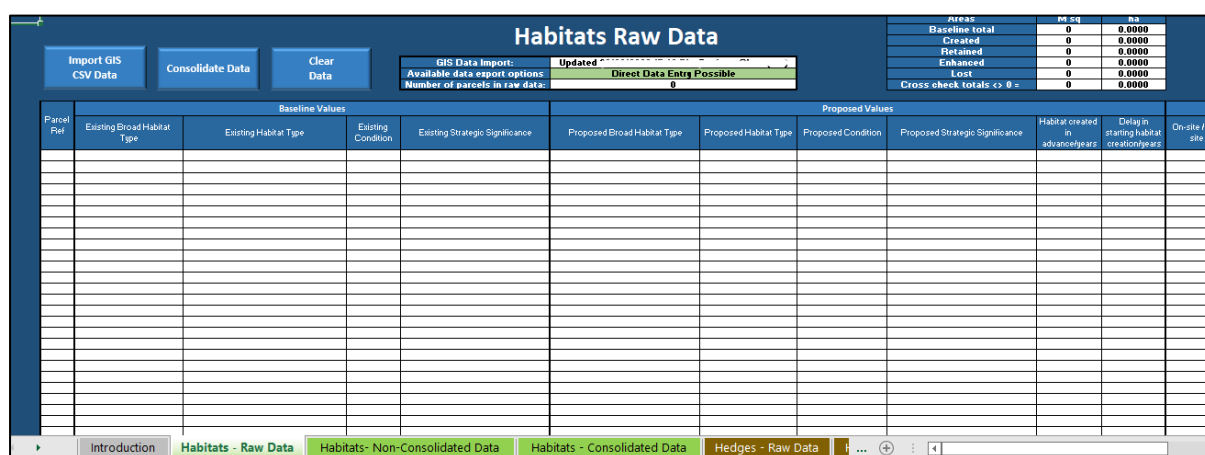 Habitats Raw Data
Import GIS
CSV Data
Consolidate Data
Clear
Data
GIS Data Import: Updated
Available data export options Direct Data Entry Possible
Number of parcels in raw data: 0
Areas M sq ha
Baseline total 0 0.0000
Created 0 0.0000
Retained 0 0.0000
Enhanced 0 0.0000
Lost 0 0.0000
Cross check totals <> 0 = 0 0.0000
Baseline Values Proposed Values
Parcel
Ref
Existing Broad Habitat
Type
Existing Habitat Type
Existing
Condition
Existing Strategic Significance
Proposed Broad Habitat Type
Proposed Habitat Type
Proposed Condition
Proposed Strategic Significance
Habitat created
in
advance/years
Delay in
starting habitat
creation/years
On-site /
site
Introduction Habitats - Raw Data Habitats- Non-Consolidated Data Habitats - Consolidated Data Hedges - Raw Data ...